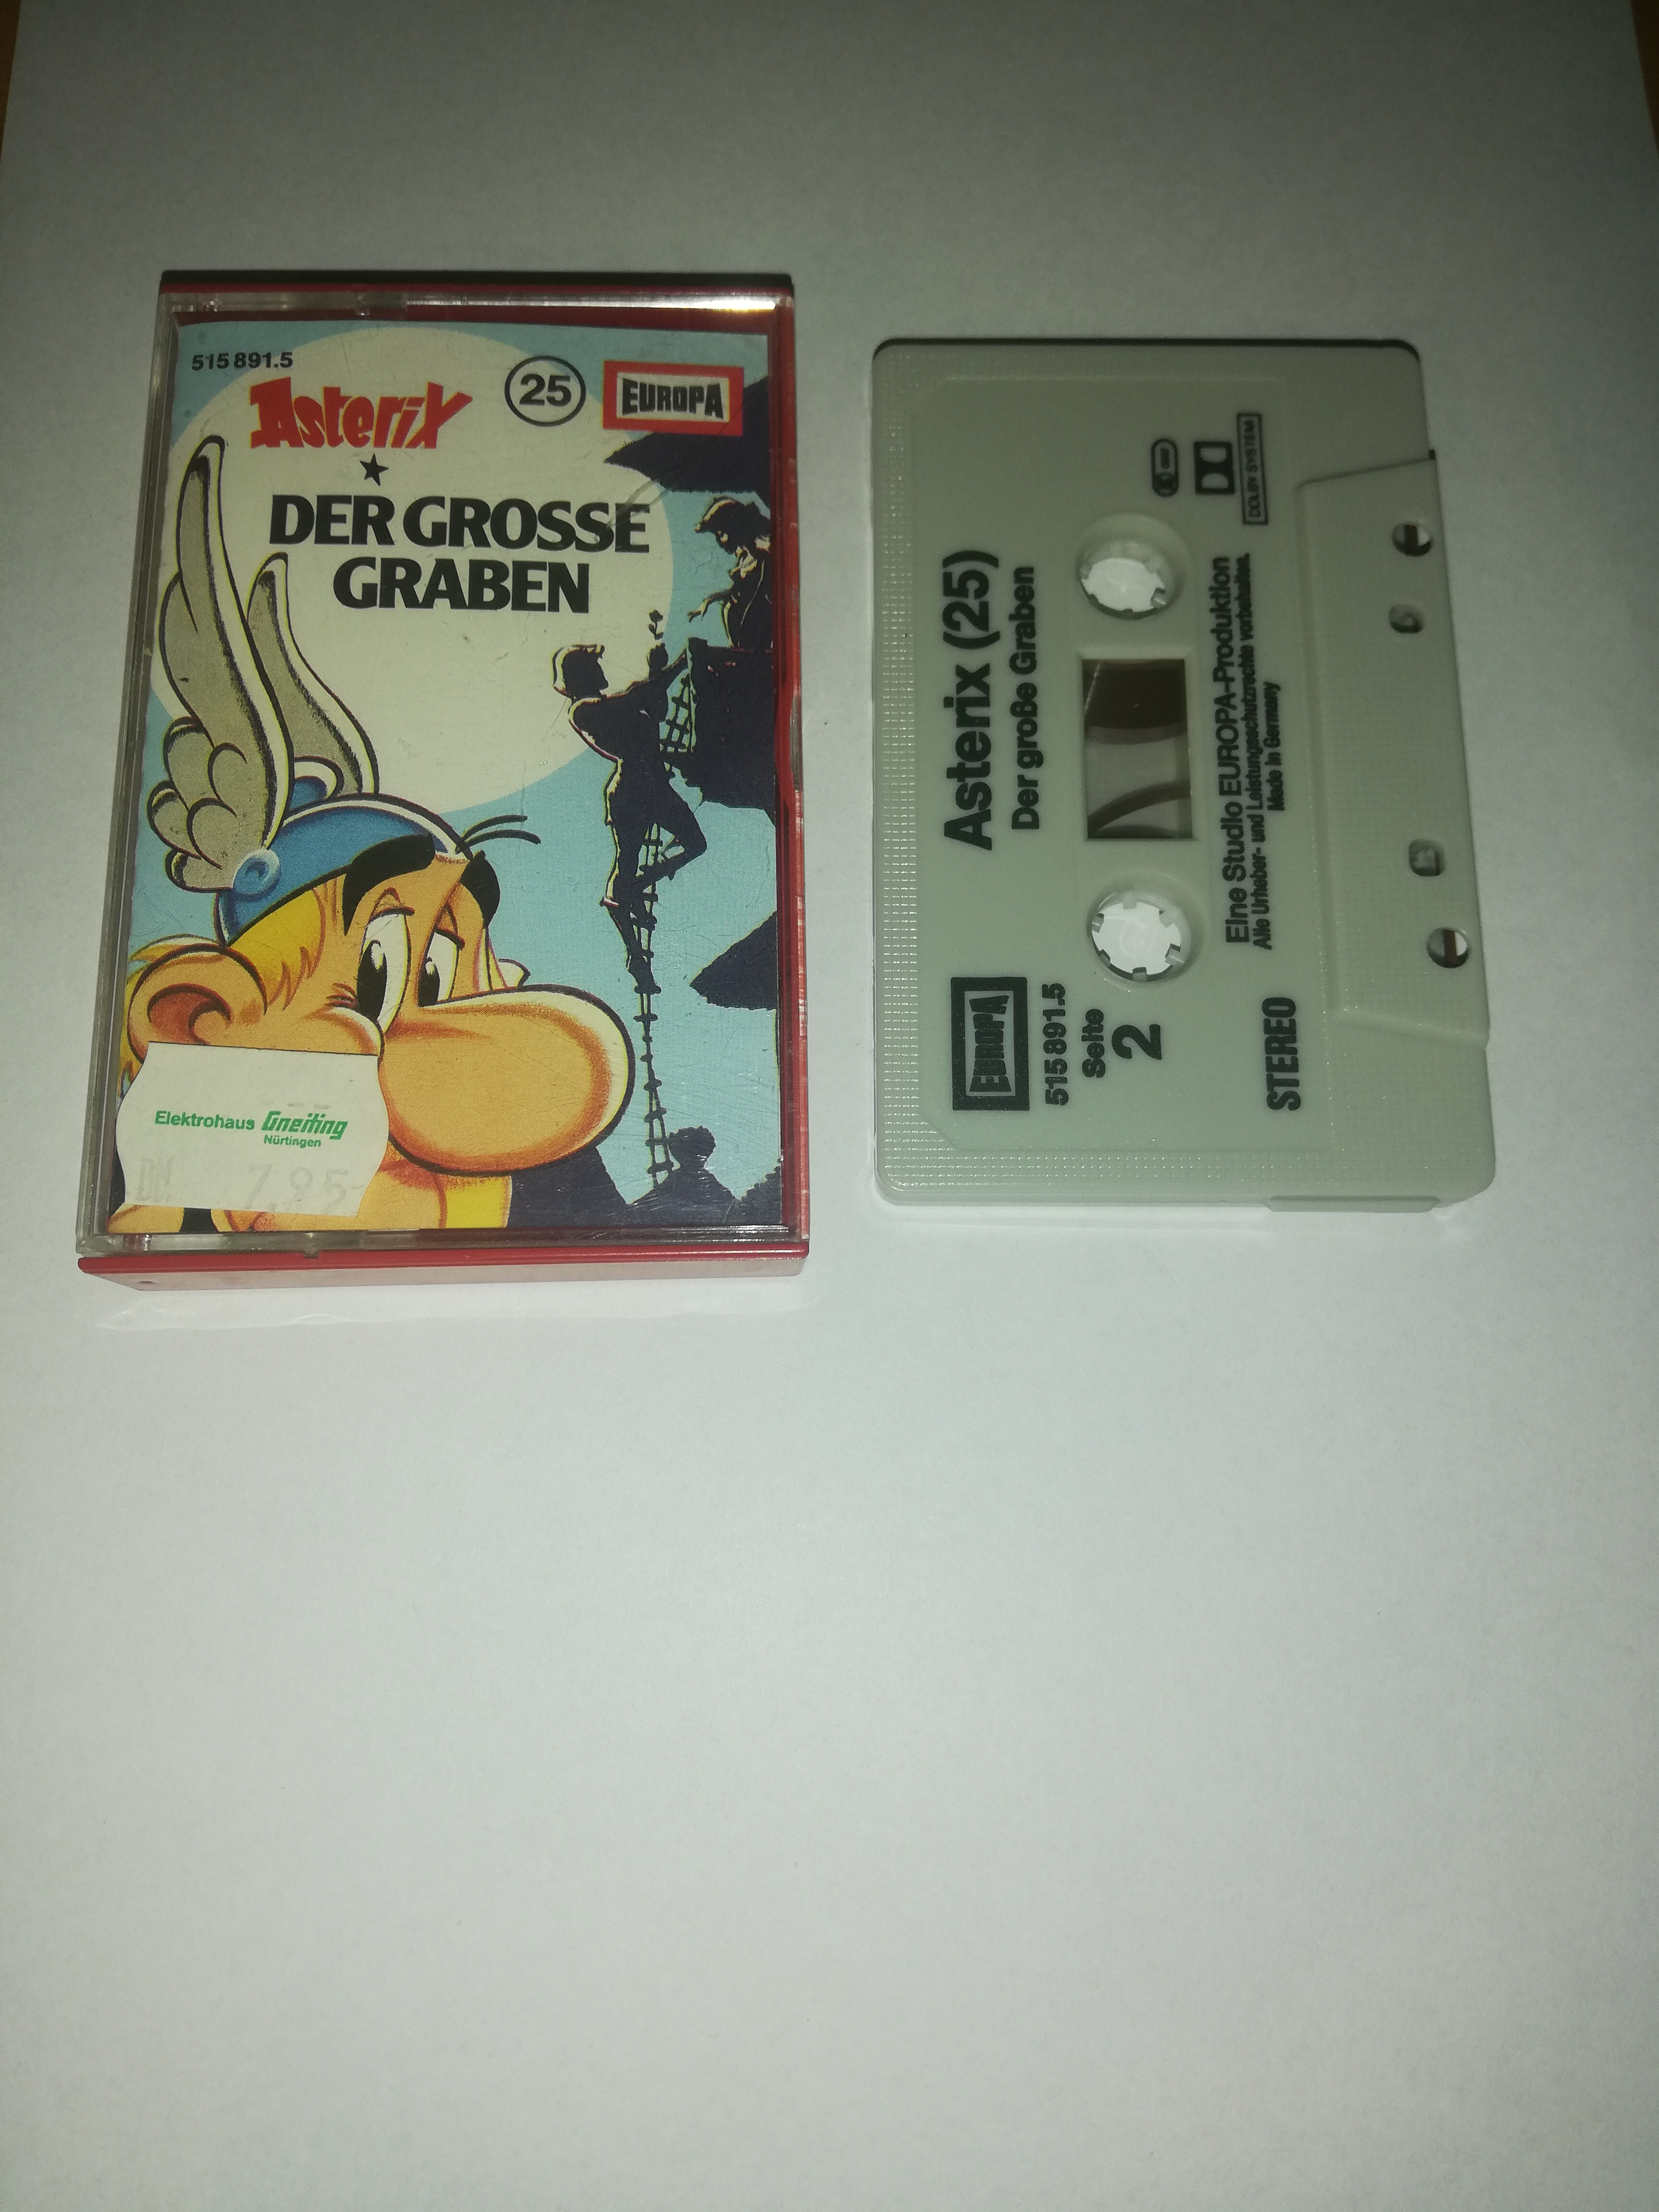 515 891.5
Asterix
25
EUROPA
DER GROSSE
GRABEN
Elektrohaus Gneiting
Nürtingen
DM 7,95
Asterix (25)
Der große Graben
EUROPA
515 891.5
Seite
2
Eine Studio EUROPA-Produktion
Alle Urheber- und Leistungsschutzrechte vorbehalten.
Made in Germany
STEREO
DOLBY SYSTEM